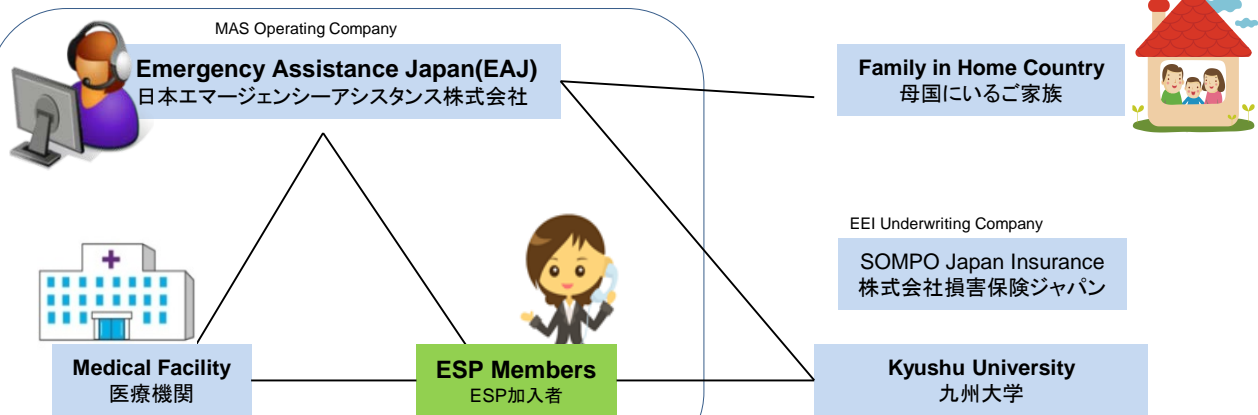 MAS Operating Company
Emergency Assistance Japan(EAJ)
日本エマージェンシーアシスタンス株式会社
Family in Home Country
母国にいるご家族
EEI Underwriting Company
SOMPO Japan Insurance
株式会社損害保険ジャパン
Medical Facility
医療機関
ESP Members
ESP加入者
Kyushu University
九州大学